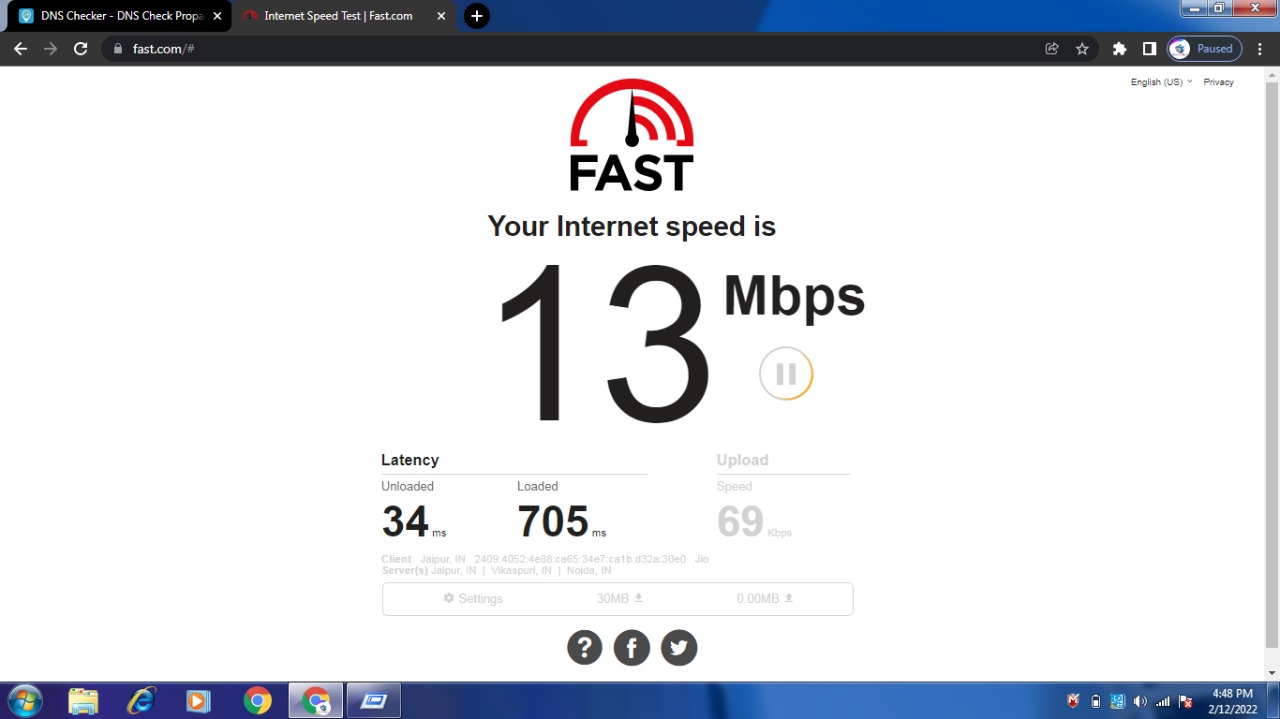 DNS Checker - DNS Check Propa
Internet Speed Test | Fast.com
fast.com/#
Paused
English (US)
Privacy
FAST
Your Internet speed is
13 Mbps
Latency
Upload
Unloaded
Loaded
Speed
34 ms
705 ms
69 Kbps
Client Jaipur, IN 2409:4052:4e88:ca65:34e7:ca1b:d32a:30e0 Jio
Server(s) Jaipur, IN | Vikaspuri, IN | Noida, IN
Settings
30MB
0.00MB
?
f
4:48 PM
2/12/2022